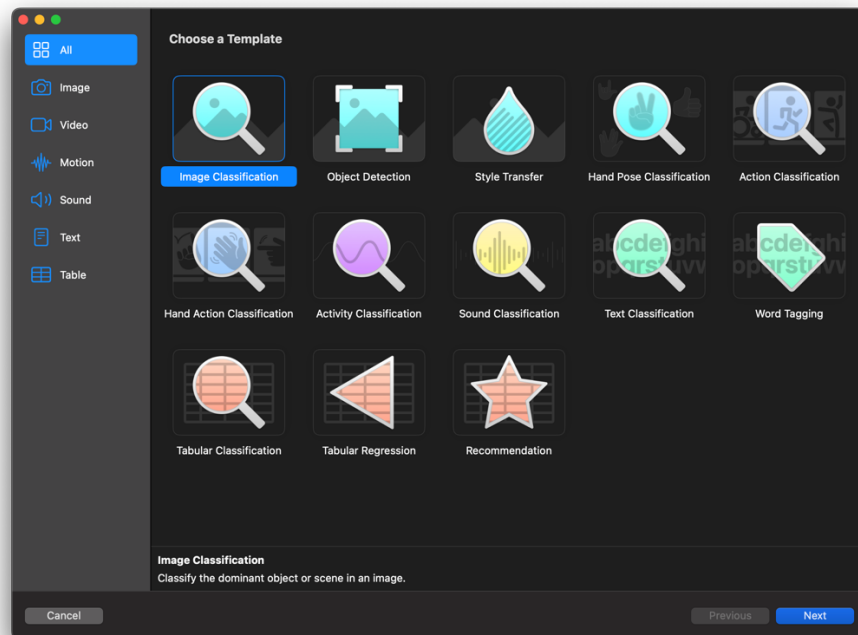 All
Image
Video
Motion
Sound
Text
Table
Choose a Template
Image Classification
Object Detection
Style Transfer
Hand Pose Classification
Action Classification
Hand Action Classification
Activity Classification
Sound Classification
abcdefghi
Text Classification
Word Tagging
Tabular Classification
Tabular Regression
Recommendation
Image Classification
Classify the dominant object or scene in an image.
Cancel
Previous
Next